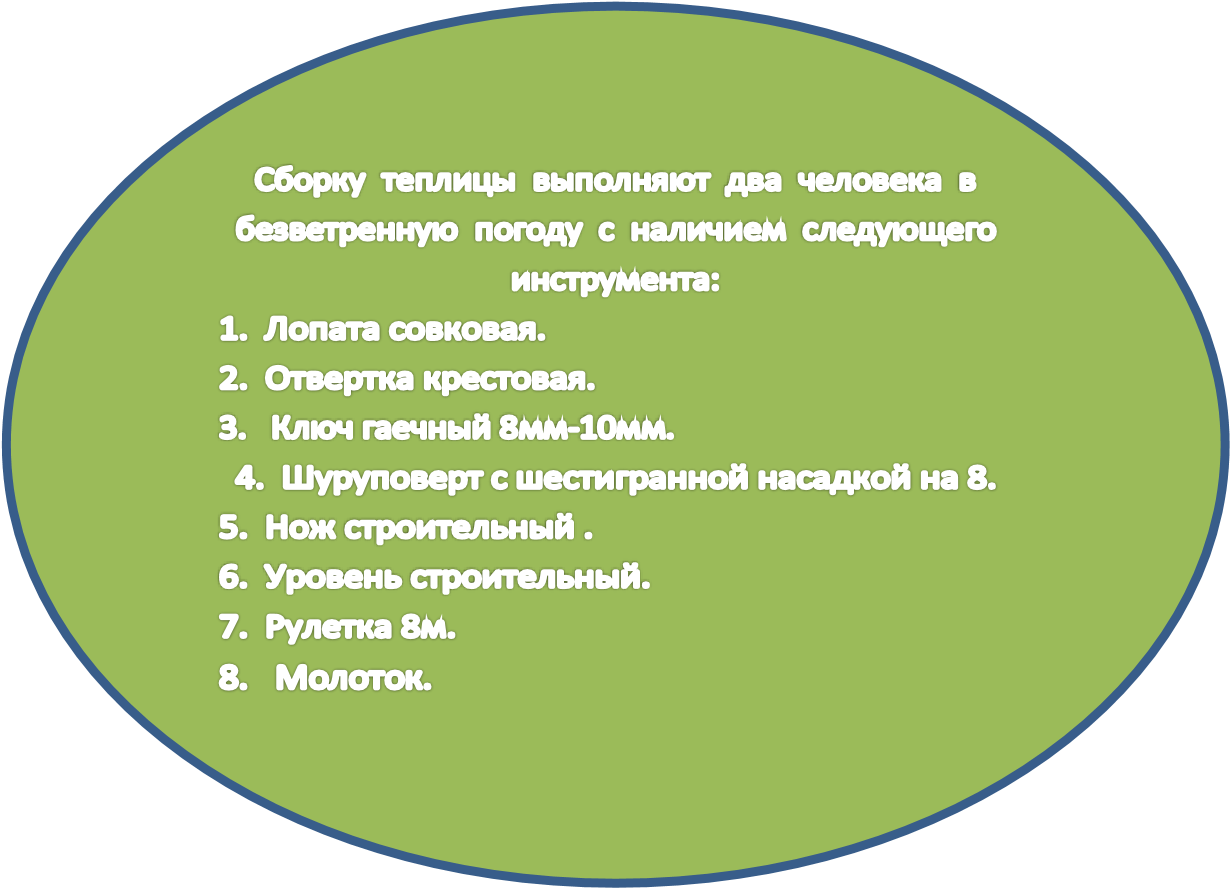 Сборку теплицы выполняют два человека в
безветренную погоду с наличием следующего
инструмента:
1. Лопата совковая.
2. Отвертка крестовая.
3. Ключ гаечный 8мм-10мм.
4. Шуруповерт с шестигранной насадкой на 8.
5. Нож строительный .
6. Уровень строительный.
7. Рулетка 8м.
8. Молоток.